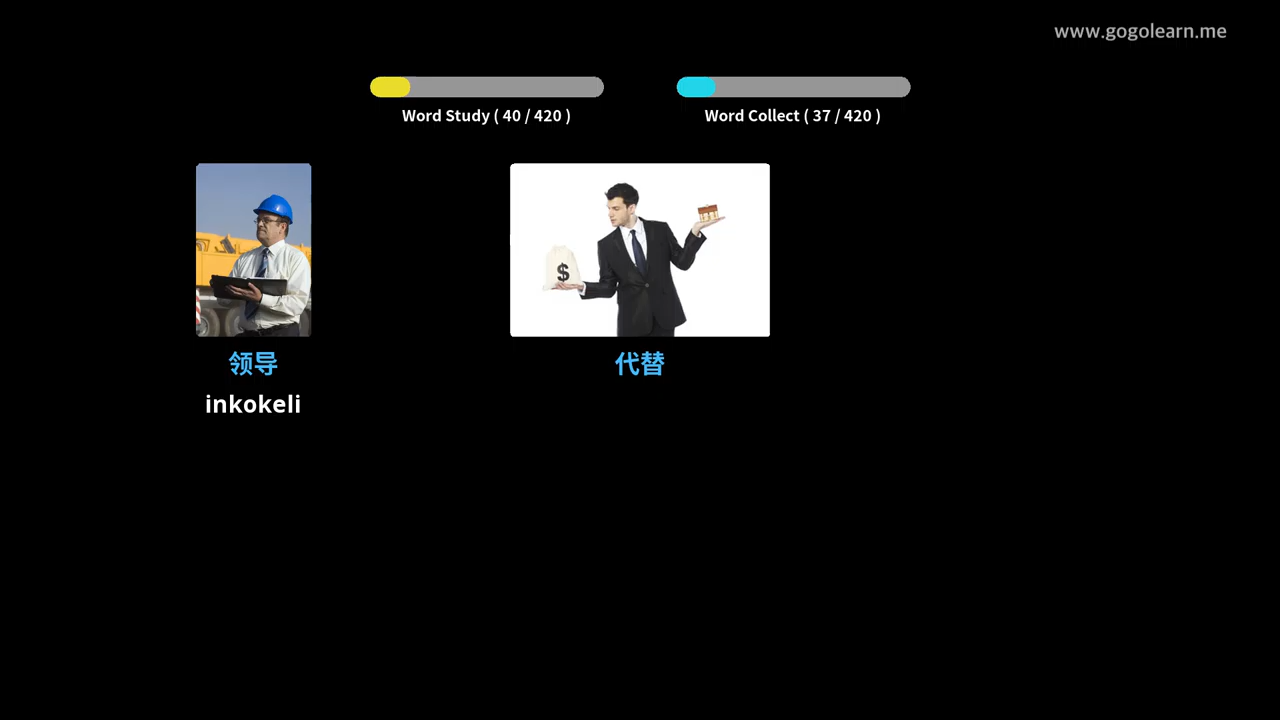 www.gogolearn.me
Word Study ( 40 / 420 )
Word Collect ( 37 / 420 )
$
领导
代替
inkokeli